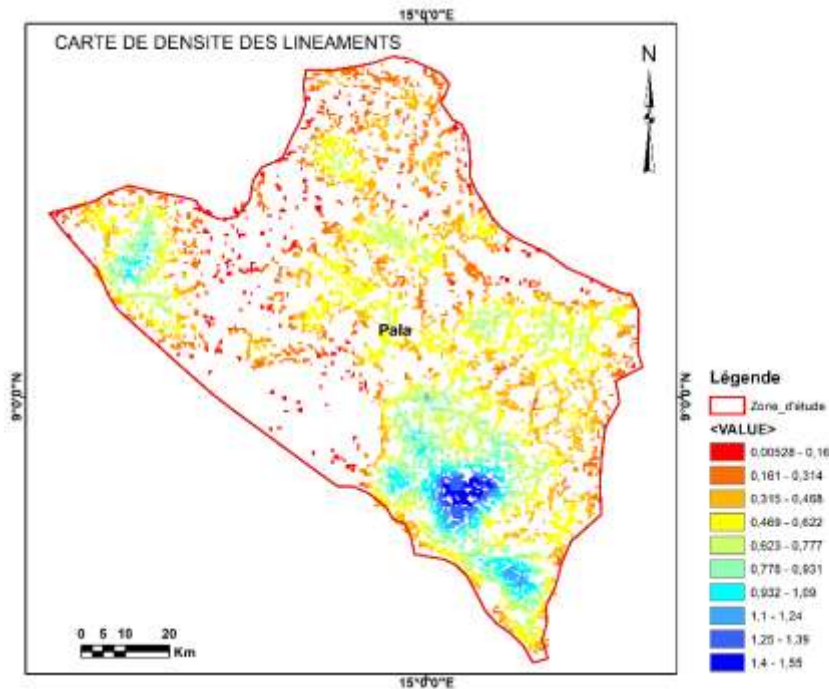 15°0'0"E
CARTE DE DENSITE DES LINEAMENTS
N
Pala
9°0'0"N
9°0'0"N
Légende
Zone_d'étude
<VALUE>
0,00528 - 0,16
0,161 - 0,314
0,315 - 0,468
0,469 - 0,622
0,623 - 0,777
0,778 - 0,931
0,932 - 1,09
1,1 - 1,24
1,25 - 1,39
1,4 - 1,55
0 5 10 20
Km
15°0'0"E